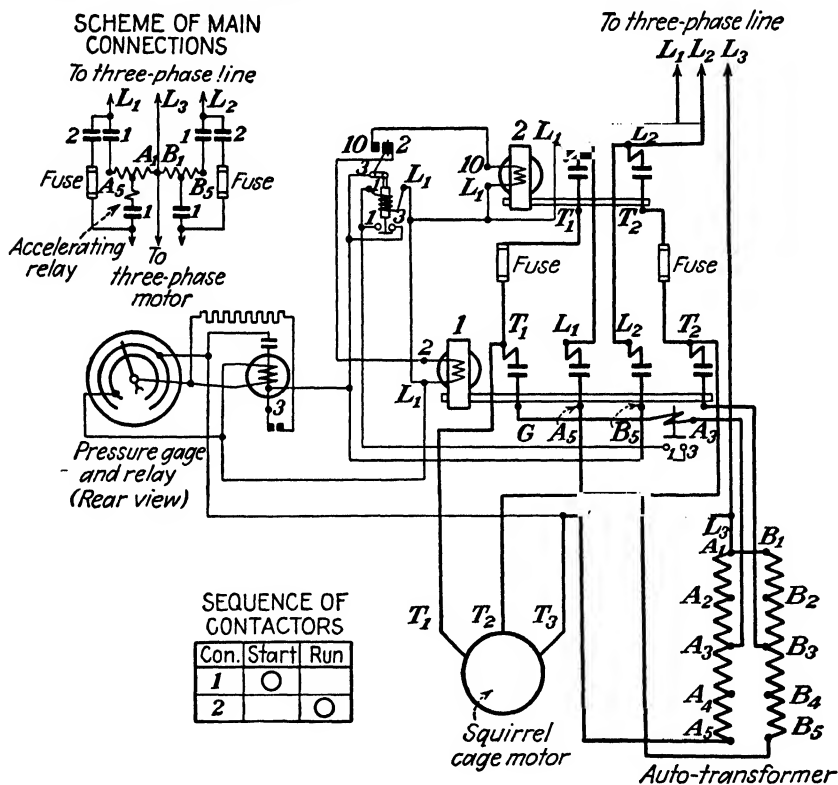 SCHEME OF MAIN
CONNECTIONS
To three-phase line
L1 L3 L2
2 1 1 2
A1 B1
Fuse A5 B5 Fuse
1 1
Accelerating
relay
To
three-phase
motor
To three-phase line
L1 L2 L3
10 2
3
1
L1
1 3
2 L1
10
L1
L2
T1 T2
Fuse Fuse
1
2
L1
T1 L1 L2 T2
G A5 B5 A3
1 3
3
Pressure gage
and relay
(Rear view)
L3
A1 B1
A2 B2
A3 B3
A4 B4
A5 B5
Auto-transformer
T1 T2 T3
Squirrel
cage motor
SEQUENCE OF
CONTACTORS
Con. Start Run
1 O
2 O